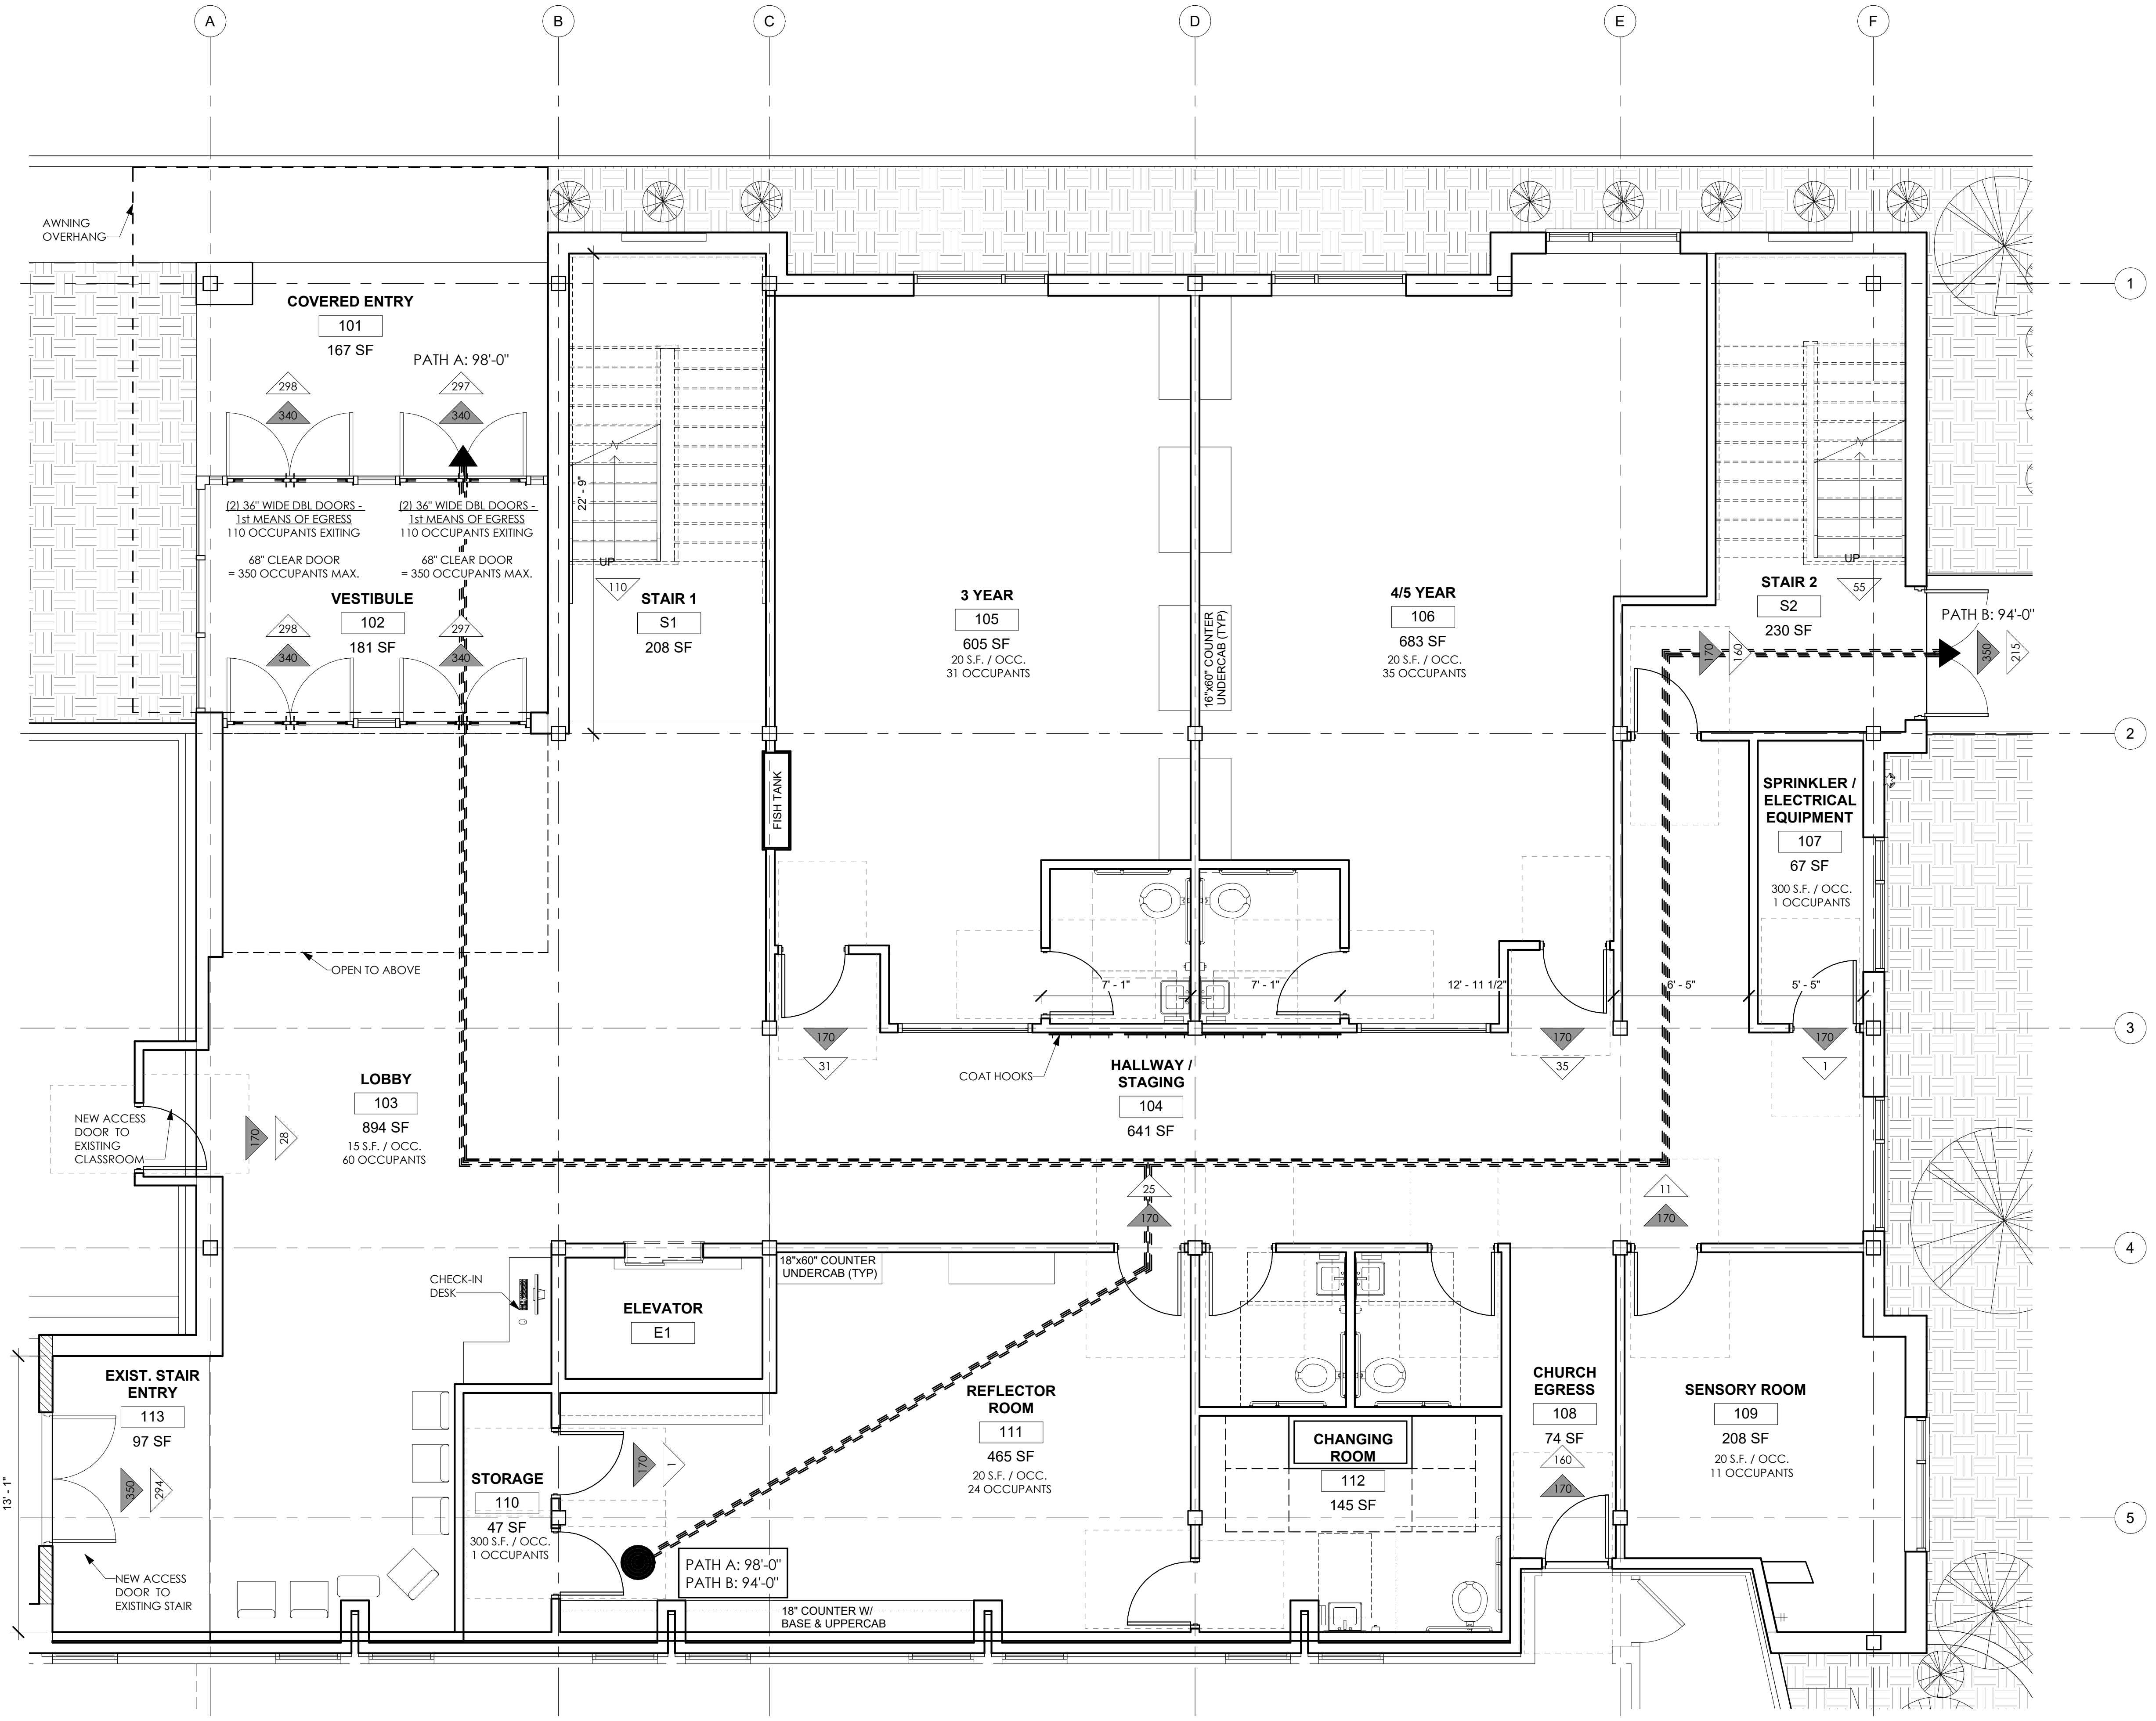 A
B
C
D
E
F
AWNING
OVERHANG
COVERED ENTRY
101
167 SF
PATH A: 98'-0"
298
340
297
340
1
(2) 36" WIDE DBL DOORS -
1st MEANS OF EGRESS
110 OCCUPANTS EXITING
68" CLEAR DOOR
= 350 OCCUPANTS MAX.
(2) 36" WIDE DBL DOORS -
1st MEANS OF EGRESS
110 OCCUPANTS EXITING
68" CLEAR DOOR
= 350 OCCUPANTS MAX.
VESTIBULE
102
181 SF
298
340
297
340
22' - 9"
UP
110
STAIR 1
S1
208 SF
3 YEAR
105
605 SF
20 S.F. / OCC.
31 OCCUPANTS
16"x60" COUNTER
UNDERCAB (TYP)
4/5 YEAR
106
683 SF
20 S.F. / OCC.
35 OCCUPANTS
STAIR 2
S2
230 SF
UP
55
PATH B: 94'-0"
170
160
350
215
2
FISH TANK
SPRINKLER /
ELECTRICAL
EQUIPMENT
107
67 SF
300 S.F. / OCC.
1 OCCUPANTS
OPEN TO ABOVE
7' - 1"
7' - 1"
12' - 11 1/2"
6' - 5"
5' - 5"
3
170
31
170
35
170
1
COAT HOOKS
HALLWAY /
STAGING
104
641 SF
LOBBY
103
894 SF
15 S.F. / OCC.
60 OCCUPANTS
NEW ACCESS
DOOR TO
EXISTING
CLASSROOM
170
28
25
170
11
170
4
18"x60" COUNTER
UNDERCAB (TYP)
CHECK-IN
DESK
ELEVATOR
E1
EXIST. STAIR
ENTRY
113
97 SF
350
294
13' - 1"
NEW ACCESS
DOOR TO
EXISTING STAIR
STORAGE
110
47 SF
300 S.F. / OCC.
1 OCCUPANTS
170
1
REFLECTOR
ROOM
111
465 SF
20 S.F. / OCC.
24 OCCUPANTS
PATH A: 98'-0"
PATH B: 94'-0"
18" COUNTER W/
BASE & UPPERCAB
CHANGING
ROOM
112
145 SF
CHURCH
EGRESS
108
74 SF
160
170
SENSORY ROOM
109
208 SF
20 S.F. / OCC.
11 OCCUPANTS
5